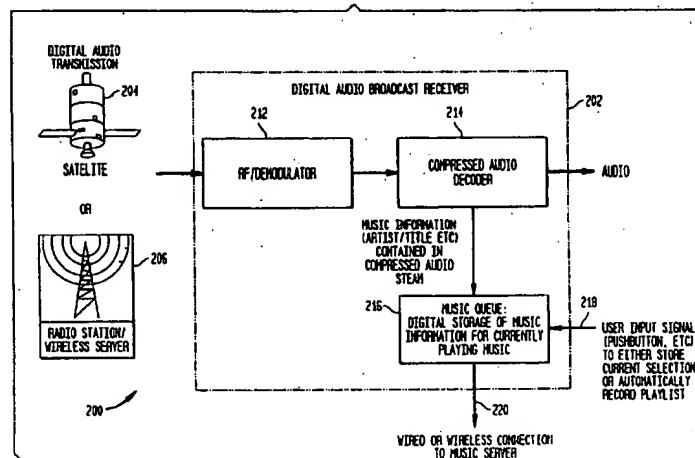 DIGITAL AUDIO
TRANSMISSION
204
SATELITE
OR
206
RADIO STATION/
WIRELESS SERVER
200
DIGITAL AUDIO BROADCAST RECEIVER
202
212
RF/DEMODULATOR
214
COMPRESSED AUDIO
DECODER
AUDIO
MUSIC INFORMATION
(ARTIST/TITLE ETC)
CONTAINED IN
COMPRESSED AUDIO
STEAM
216
MUSIC QUEUE:
DIGITAL STORAGE OF MUSIC
INFORMATION FOR CURRENTLY
PLAYING MUSIC
218
USER INPUT SIGNAL
(PUSHBUTTON, ETC)
TO EITHER STORE
CURRENT SELECTION
OR AUTOMATICALLY
RECORD PLAYLIST
220
WIRED OR WIRELESS CONNECTION
TO MUSIC SERVER